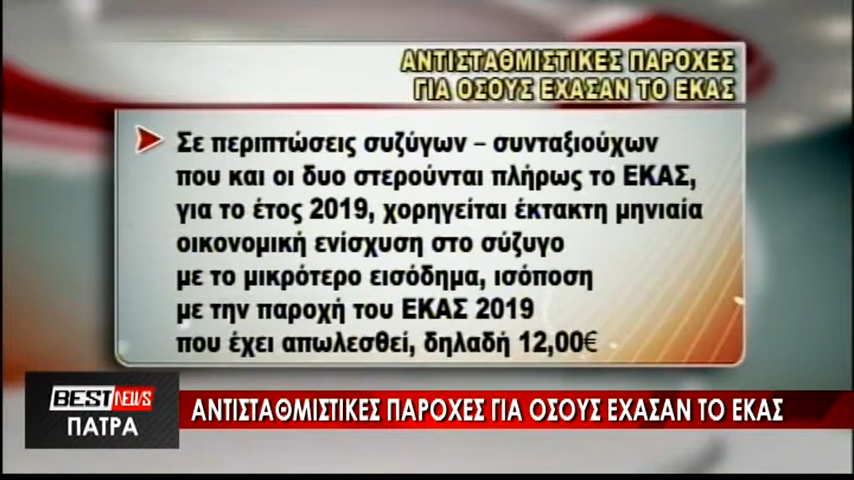 ΑΝΤΙΣΤΑΘΜΙΣΤΙΚΕΣ ΠΑΡΟΧΕΣ
ΓΙΑ ΟΣΟΥΣ ΕΧΑΣΑΝ ΤΟ ΕΚΑΣ
Σε περιπτώσεις συζύγων – συνταξιούχων
που και οι δυο στερούνται πλήρως το ΕΚΑΣ,
για το έτος 2019, χορηγείται έκτακτη μηνιαία
οικονομική ενίσχυση στο σύζυγο
με το μικρότερο εισόδημα, ισόποση
με την παροχή του ΕΚΑΣ 2019
που έχει απωλεσθεί, δηλαδή 12,00€
BEST NEWS
ΠΑΤΡΑ
ΑΝΤΙΣΤΑΘΜΙΣΤΙΚΕΣ ΠΑΡΟΧΕΣ ΓΙΑ ΟΣΟΥΣ ΕΧΑΣΑΝ ΤΟ ΕΚΑΣ